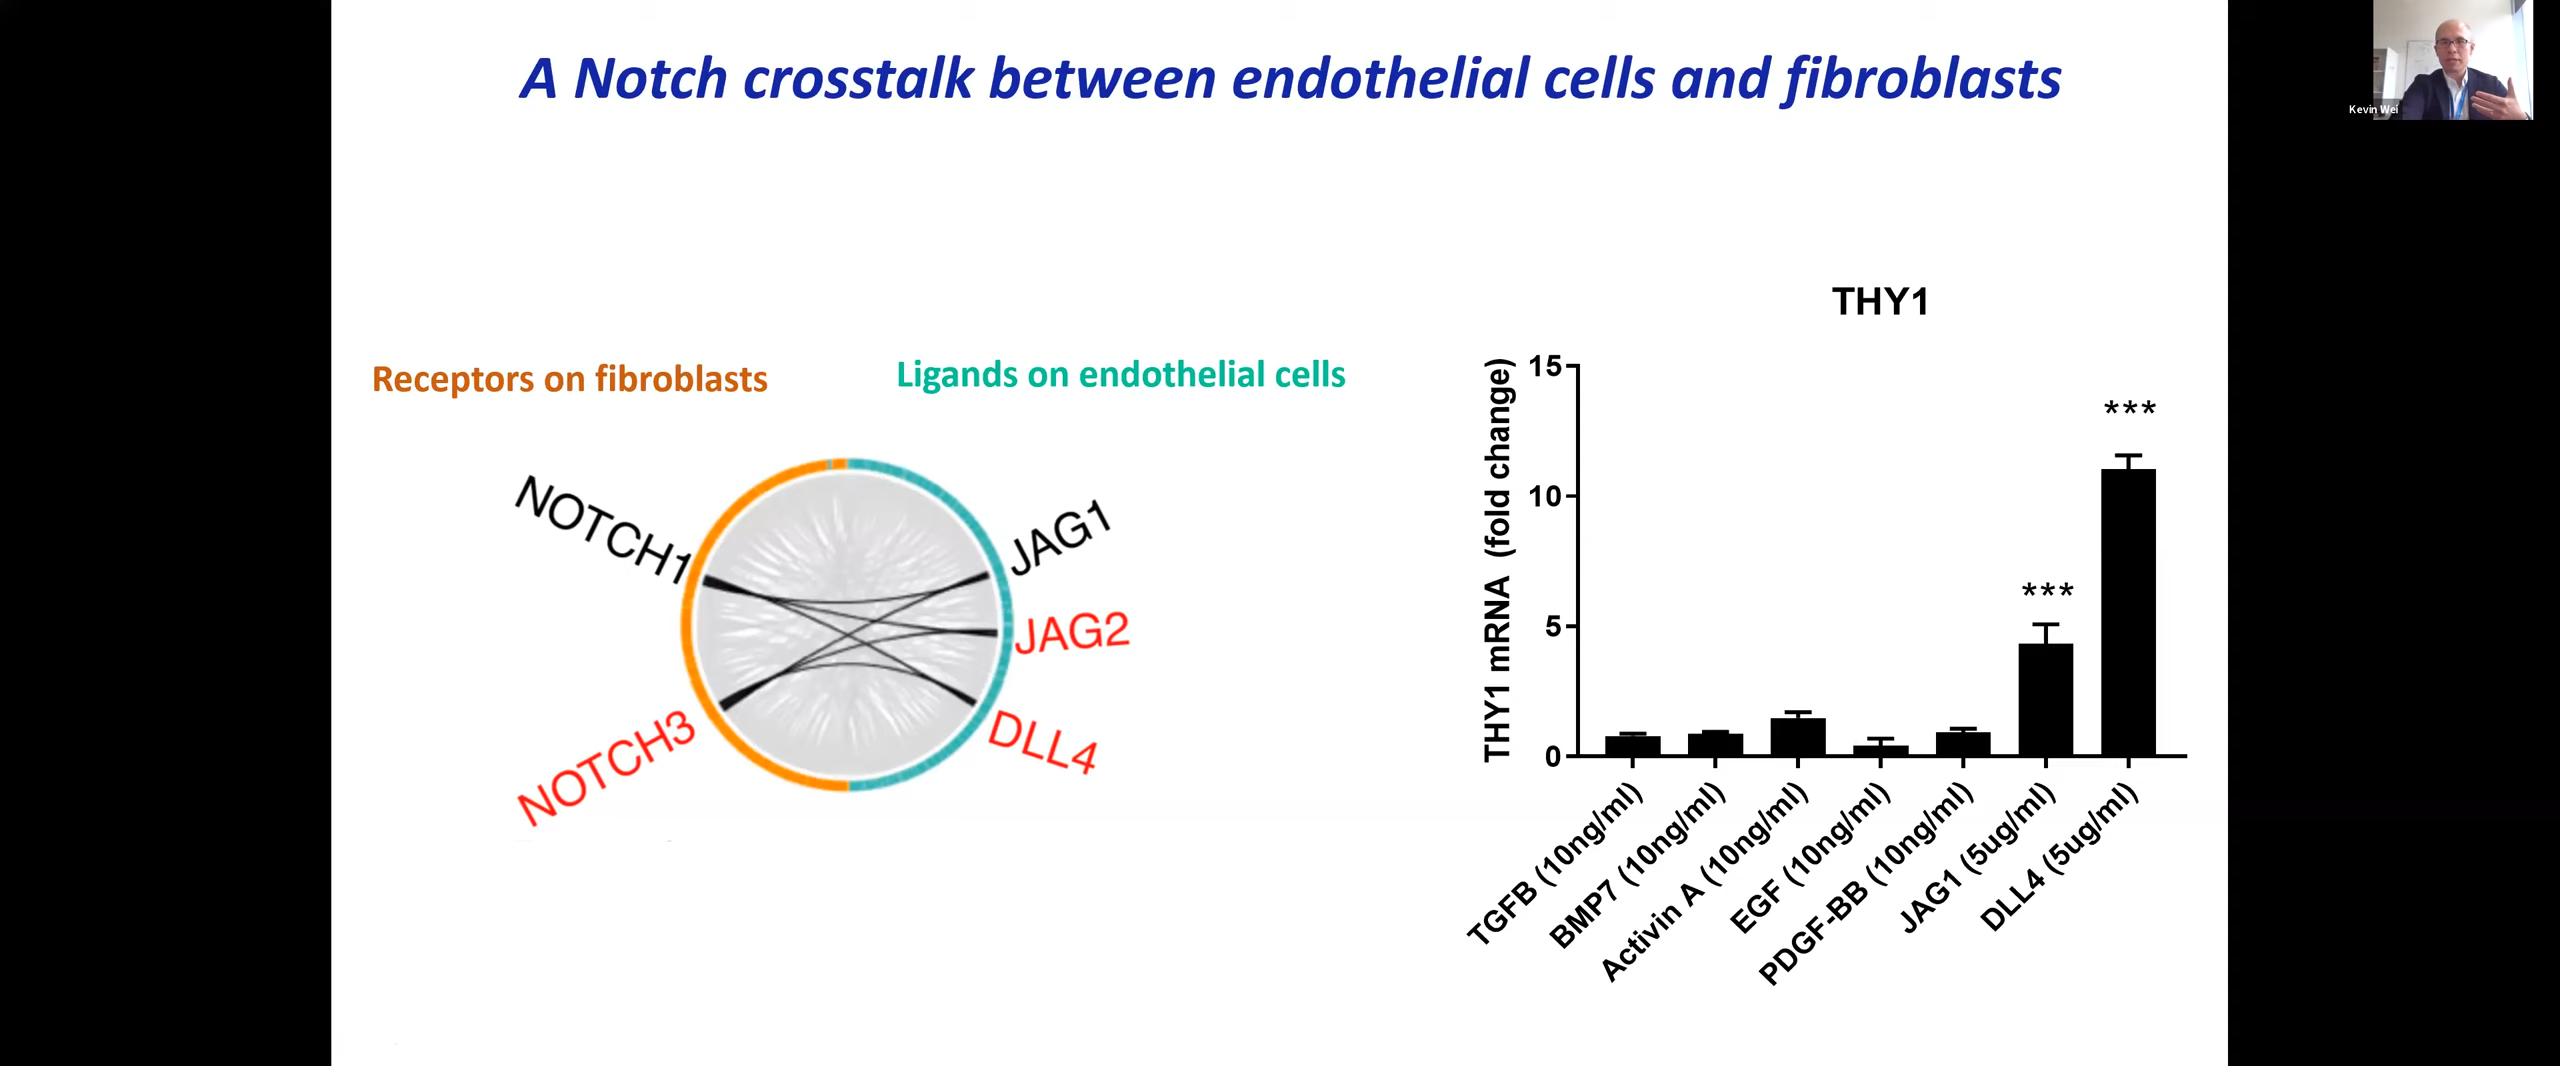 A Notch crosstalk between endothelial cells and fibroblasts
Kevin Wei
Receptors on fibroblasts
Ligands on endothelial cells
NOTCH1
NOTCH3
JAG1
JAG2
DLL4
THY1
THY1 mRNA (fold change)
15
10
5
0
***
***
TGFB (10ng/ml)
BMP7 (10ng/ml)
Activin A (10ng/ml)
EGF (10ng/ml)
PDGF-BB (10ng/ml)
JAG1 (5ug/ml)
DLL4 (5ug/ml)